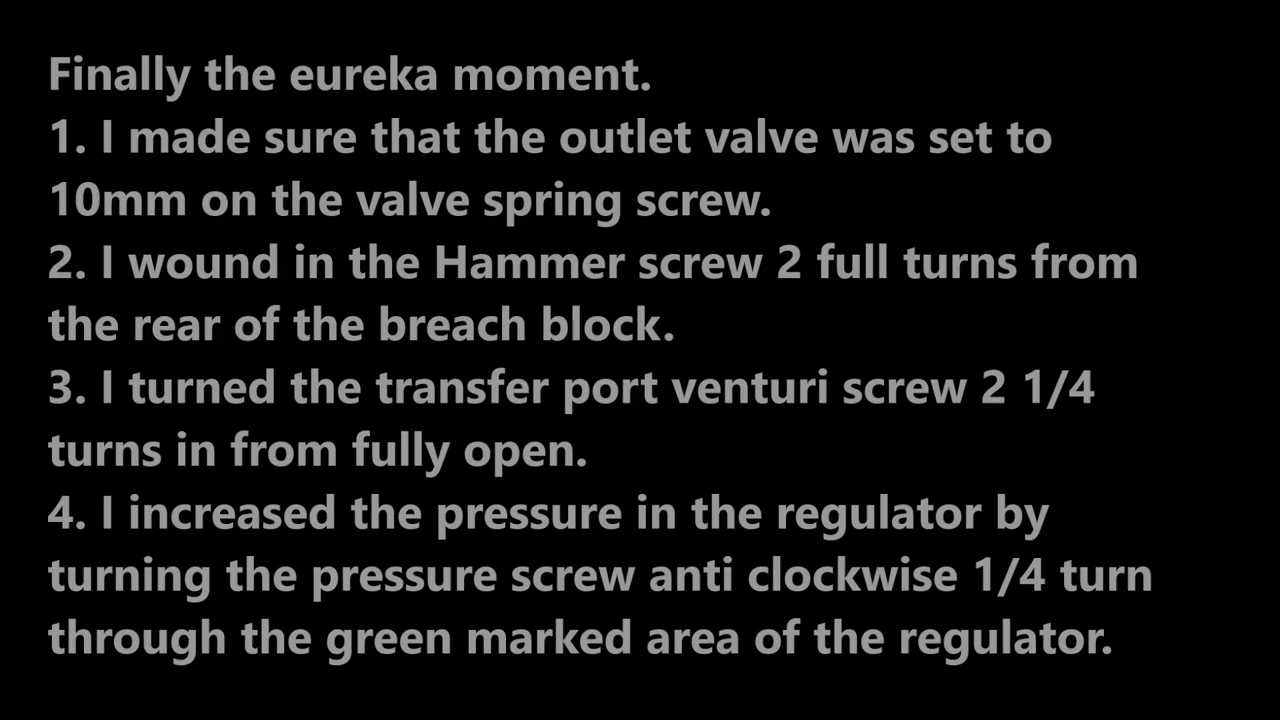 Finally the eureka moment.
1. I made sure that the outlet valve was set to
10mm on the valve spring screw.
2. I wound in the Hammer screw 2 full turns from
the rear of the breach block.
3. I turned the transfer port venturi screw 2 1/4
turns in from fully open.
4. I increased the pressure in the regulator by
turning the pressure screw anti clockwise 1/4 turn
through the green marked area of the regulator.